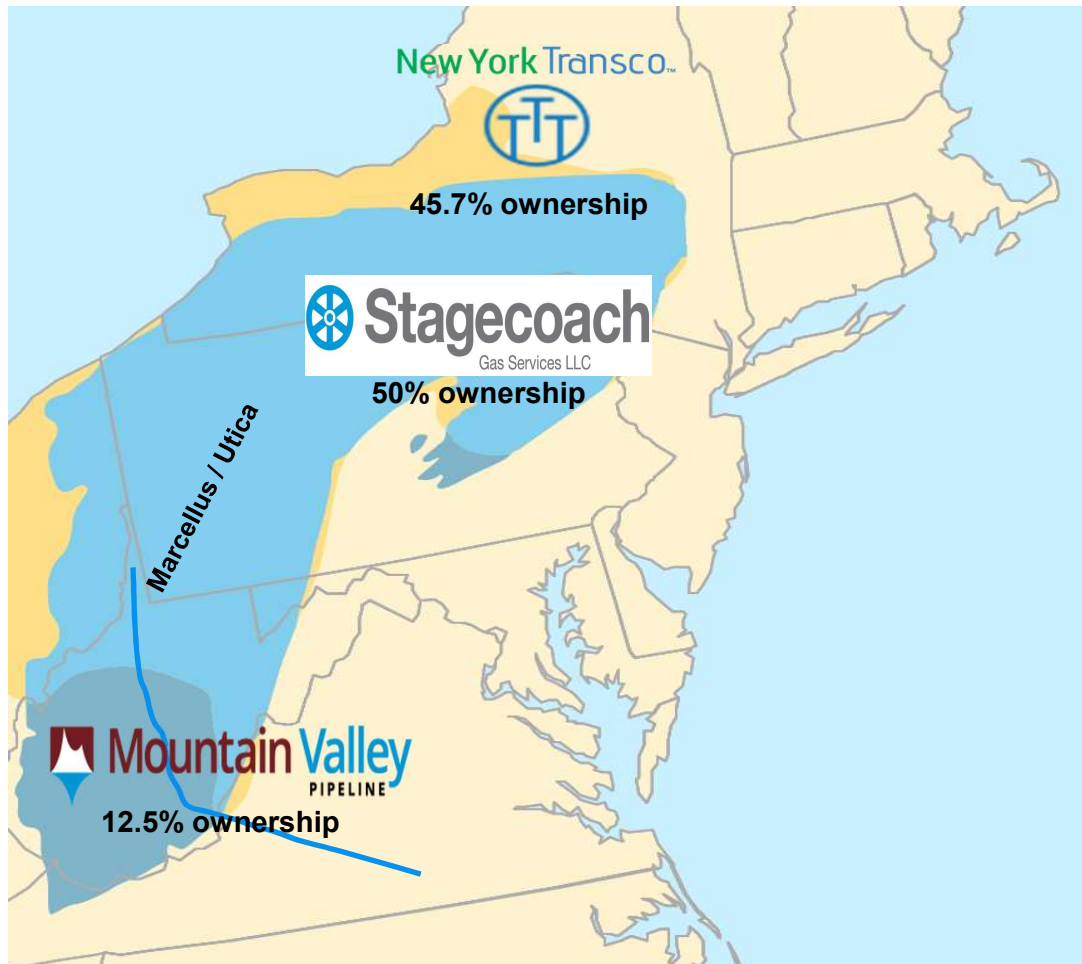 New York Transco™
TTT
45.7% ownership
Stagecoach
Gas Services LLC
50% ownership
Marcellus / Utica
Mountain Valley
PIPELINE
12.5% ownership